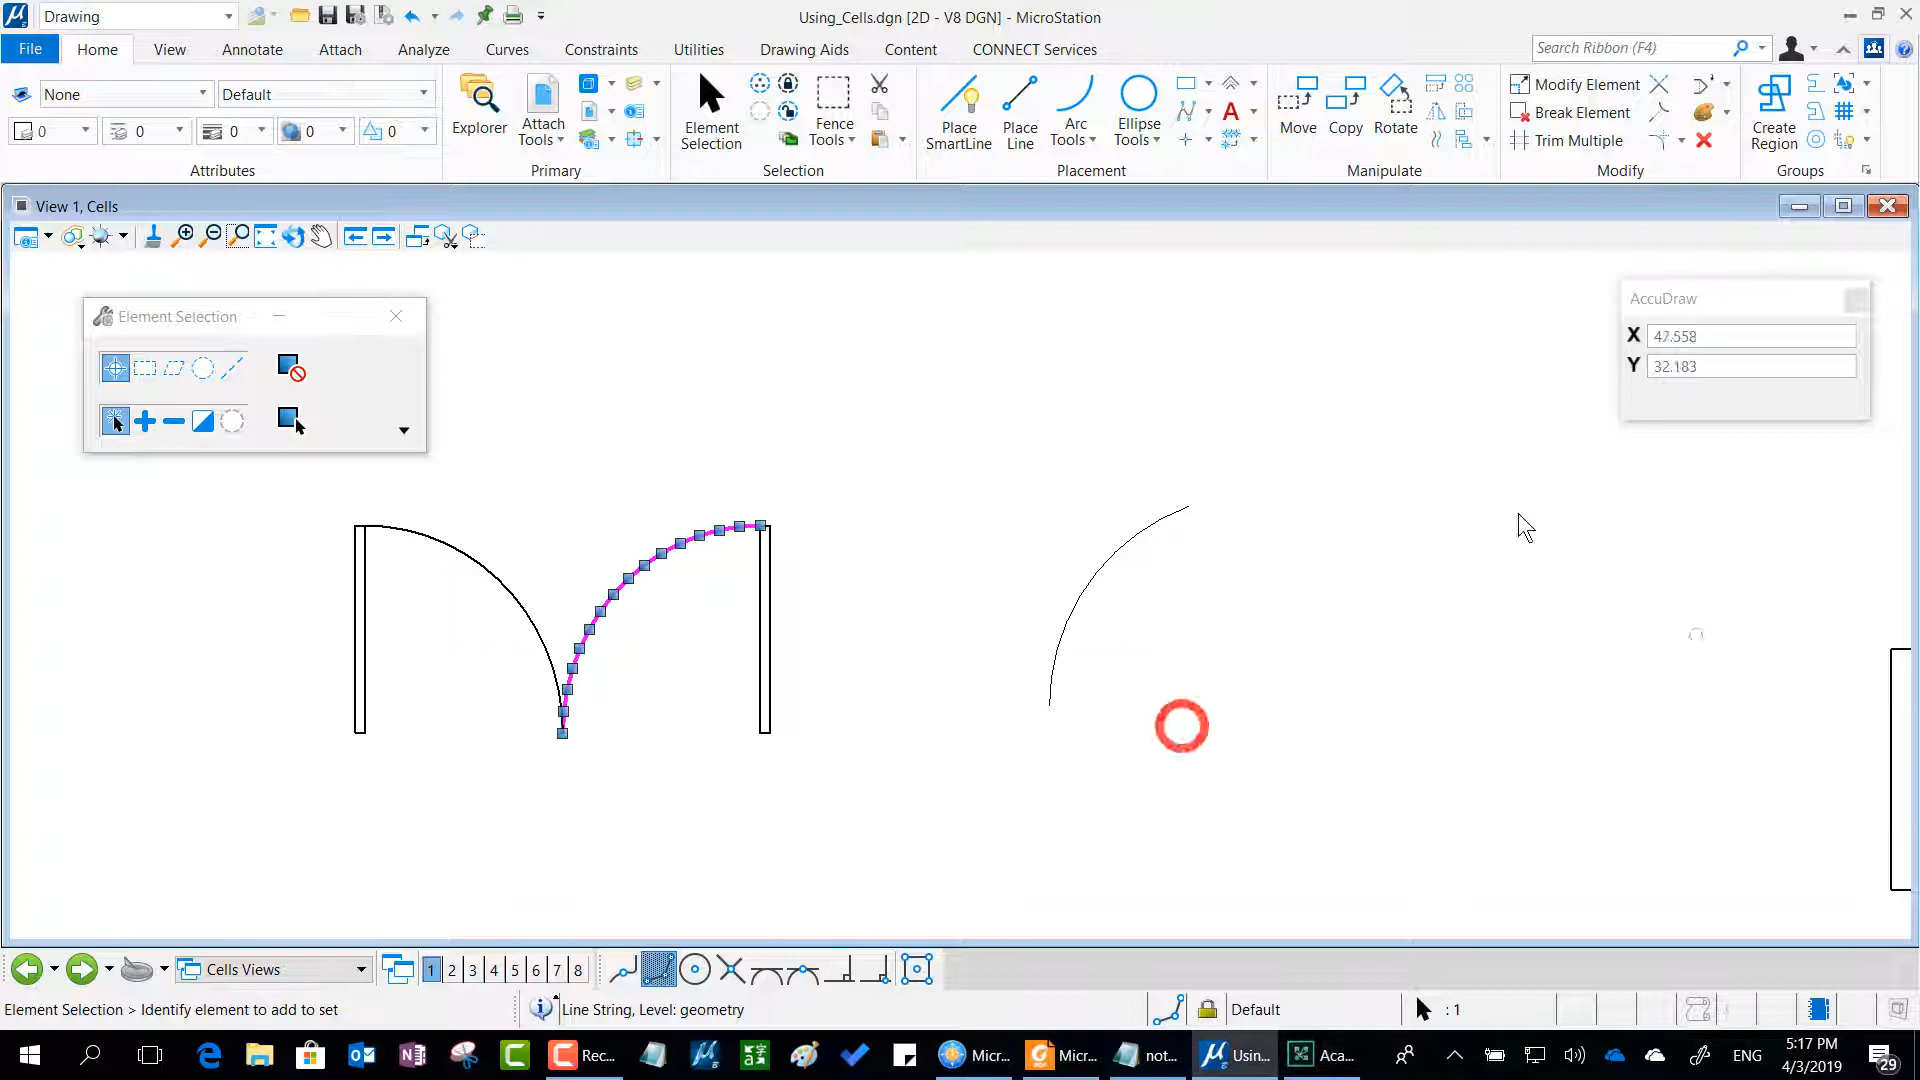 Drawing
Using_Cells.dgn [2D - V8 DGN] - MicroStation
File
Home
View
Annotate
Attach
Analyze
Curves
Constraints
Utilities
Drawing Aids
Content
CONNECT Services
Search Ribbon (F4)
None
Default
0
0
0
0
0
Attributes
Explorer
Attach Tools
Primary
Element Selection
Fence Tools
Selection
Place SmartLine
Place Line
Arc Tools
Ellipse Tools
Placement
Move
Copy
Rotate
Manipulate
Modify Element
Break Element
Trim Multiple
Modify
Create Region
Groups
View 1, Cells
Element Selection
AccuDraw
X 47.558
Y 32.183
Cells Views
1 2 3 4 5 6 7 8
Element Selection > Identify element to add to set
Line String, Level: geometry
Default
: 1
Rec...
Micr...
Micr...
not...
Usin...
Aca...
ENG
5:17 PM
4/3/2019
29